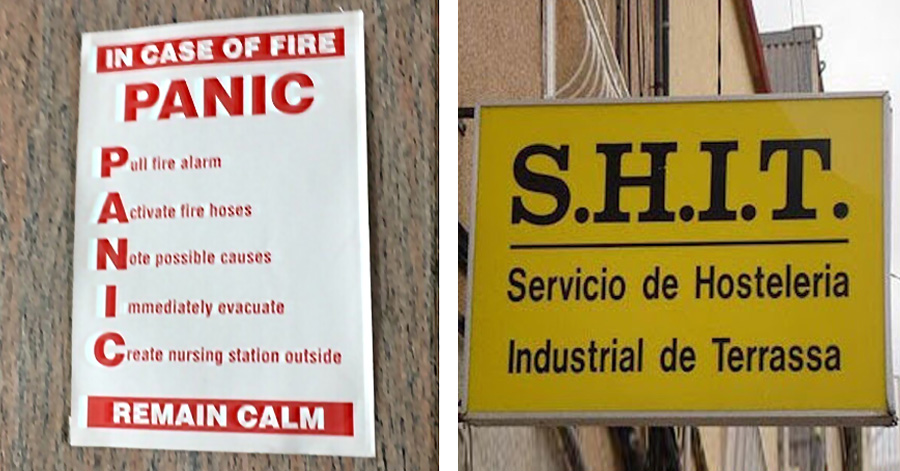 IN CASE OF FIRE
PANIC
Pull fire alarm
Activate fire hoses
Note possible causes
Immediately evacuate
Create nursing station outside
REMAIN CALM
S.H.I.T.
Servicio de Hosteleria
Industrial de Terrassa